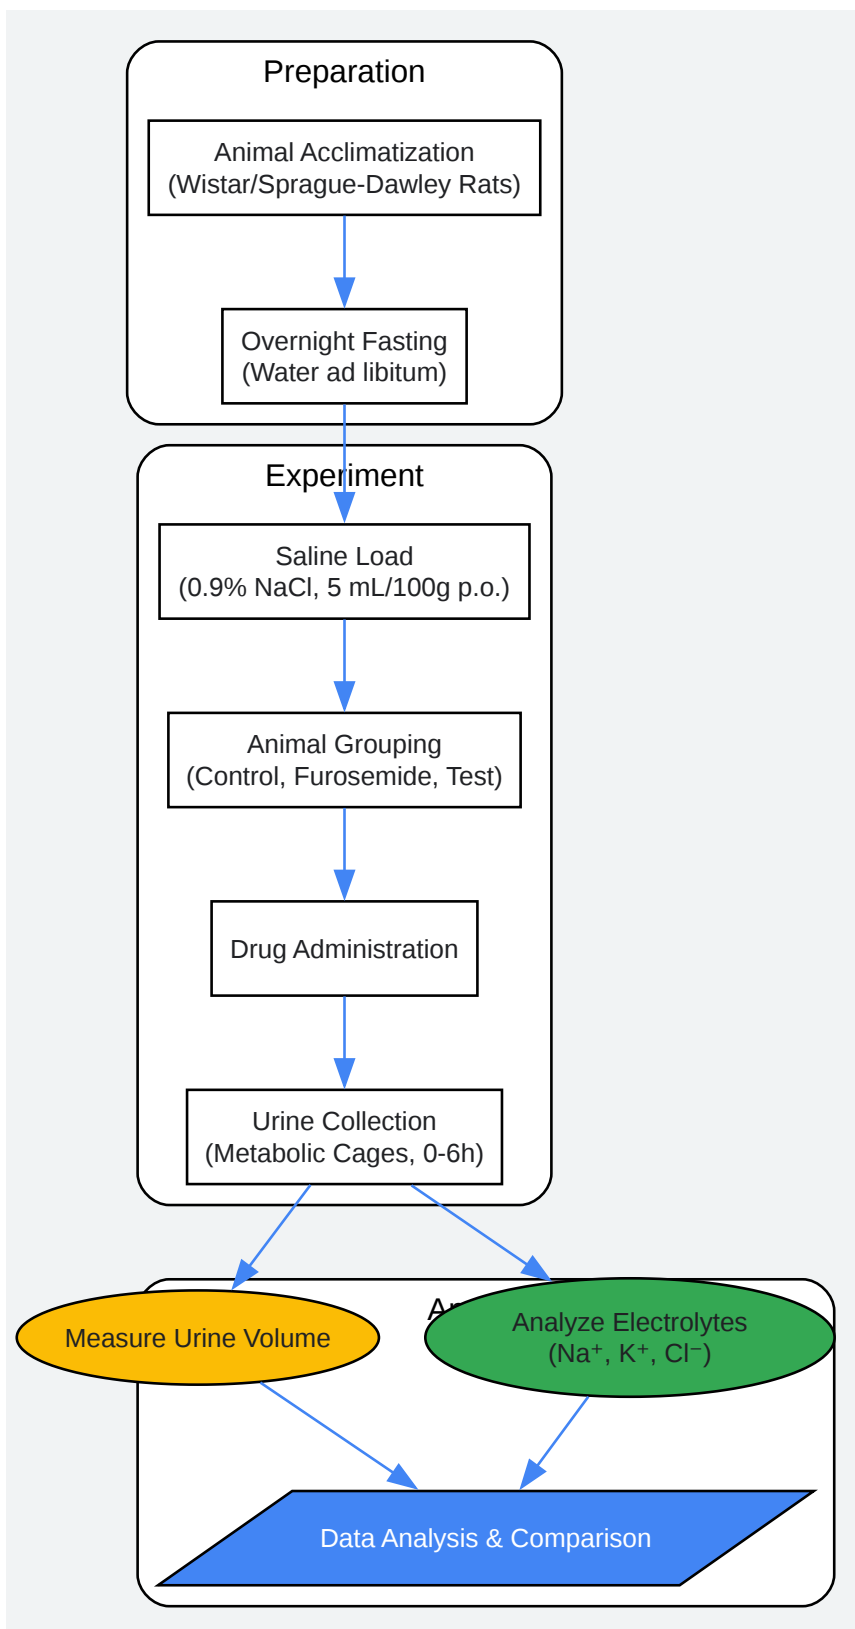 Preparation
Animal Acclimatization
(Wistar/Sprague-Dawley Rats)
Overnight Fasting
(Water ad libitum)
Experiment
Saline Load
(0.9% NaCl, 5 mL/100g p.o.)
Animal Grouping
(Control, Furosemide, Test)
Drug Administration
Urine Collection
(Metabolic Cages, 0-6h)
Measure Urine Volume
Analyze Electrolytes
(Na⁺, K⁺, Cl⁻)
Data Analysis & Comparison